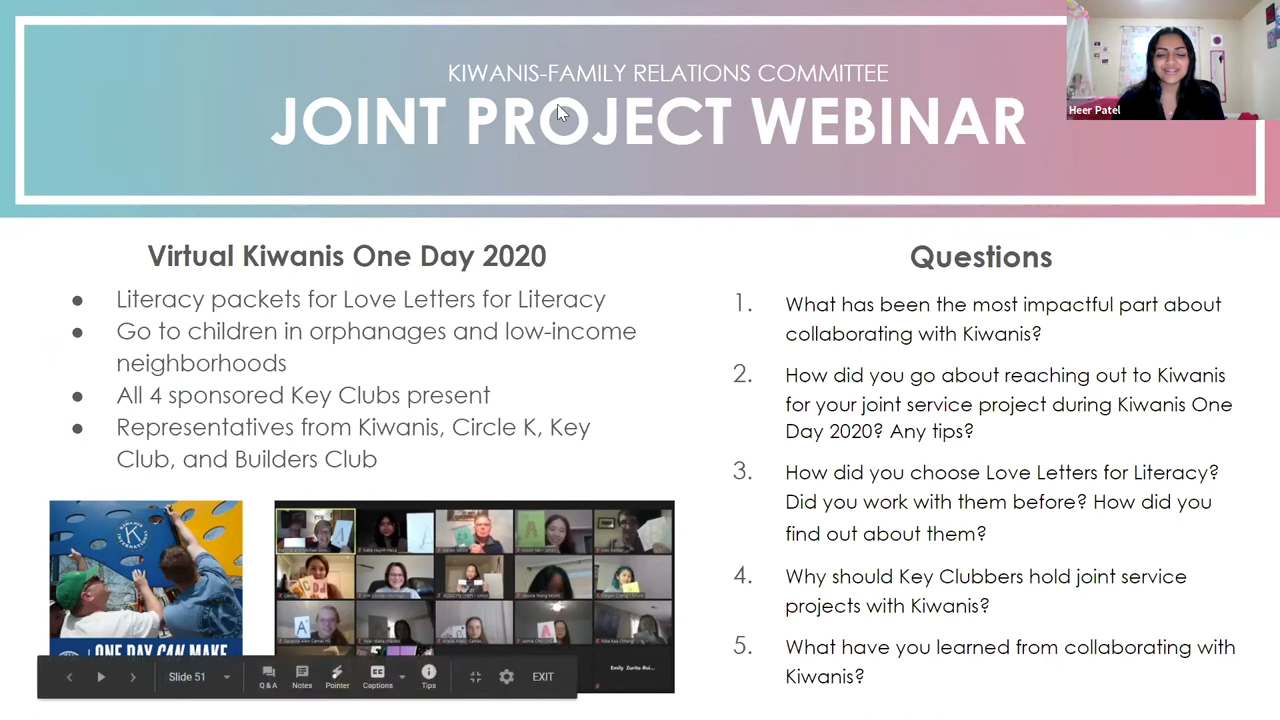 KIWANIS-FAMILY RELATIONS COMMITTEE
JOINT PROJECT WEBINAR
Heer Patel
Virtual Kiwanis One Day 2020
Literacy packets for Love Letters for Literacy
Go to children in orphanages and low-income
neighborhoods
All 4 sponsored Key Clubs present
Representatives from Kiwanis, Circle K, Key
Club, and Builders Club
Questions
1. What has been the most impactful part about
collaborating with Kiwanis?
2. How did you go about reaching out to Kiwanis
for your joint service project during Kiwanis One
Day 2020? Any tips?
3. How did you choose Love Letters for Literacy?
Did you work with them before? How did you
find out about them?
4. Why should Key Clubbers hold joint service
projects with Kiwanis?
5. What have you learned from collaborating with
Kiwanis?
KIWANIS
INTERNATIONAL
ONE DAY CAN MAKE
Slide 51
Q & A
Notes
Pointer
Captions
Tips
EXIT